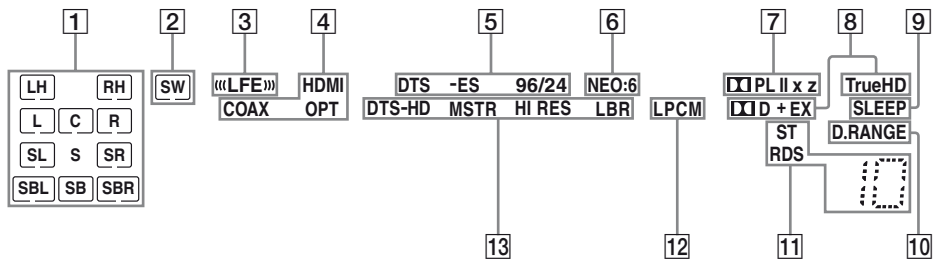 1 2 3 4 5 6 7 8 9
LH RH SW LFE HDMI DTS -ES 96/24 NEO:6 PL II x z TrueHD
L C R COAX OPT DTS-HD MSTR HI RES LBR LPCM D + EX SLEEP
SL S SR ST D.RANGE
RDS
SBL SB SBR 10
13 12 11 10